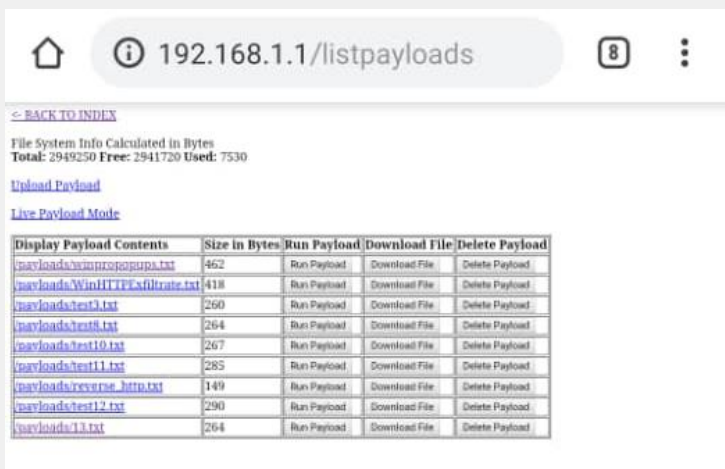 192.168.1.1/listpayloads 8
<- BACK TO INDEX
File System Info Calculated in Bytes
Total: 2949250 Free: 2941720 Used: 7530
Upload Payload
Live Payload Mode
Display Payload Contents Size in Bytes Run Payload Download File Delete Payload
/payloads/winpropopups.txt 462 Run Payload Download File Delete Payload
/payloads/WinHTTPExfiltrate.txt 418 Run Payload Download File Delete Payload
/payloads/test3.txt 260 Run Payload Download File Delete Payload
/payloads/test8.txt 264 Run Payload Download File Delete Payload
/payloads/test10.txt 267 Run Payload Download File Delete Payload
/payloads/test11.txt 285 Run Payload Download File Delete Payload
/payloads/reverse_http.txt 149 Run Payload Download File Delete Payload
/payloads/test12.txt 290 Run Payload Download File Delete Payload
/payloads/13.txt 264 Run Payload Download File Delete Payload